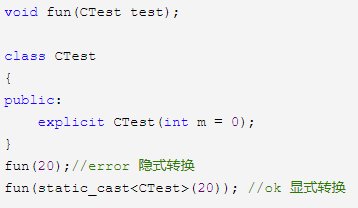 void fun(CTest test);
class CTest
{
public:
    explicit CTest(int m = 0);
}
fun(20);//error 隐式转换
fun(static_cast<CTest>(20)); //ok 显式转换